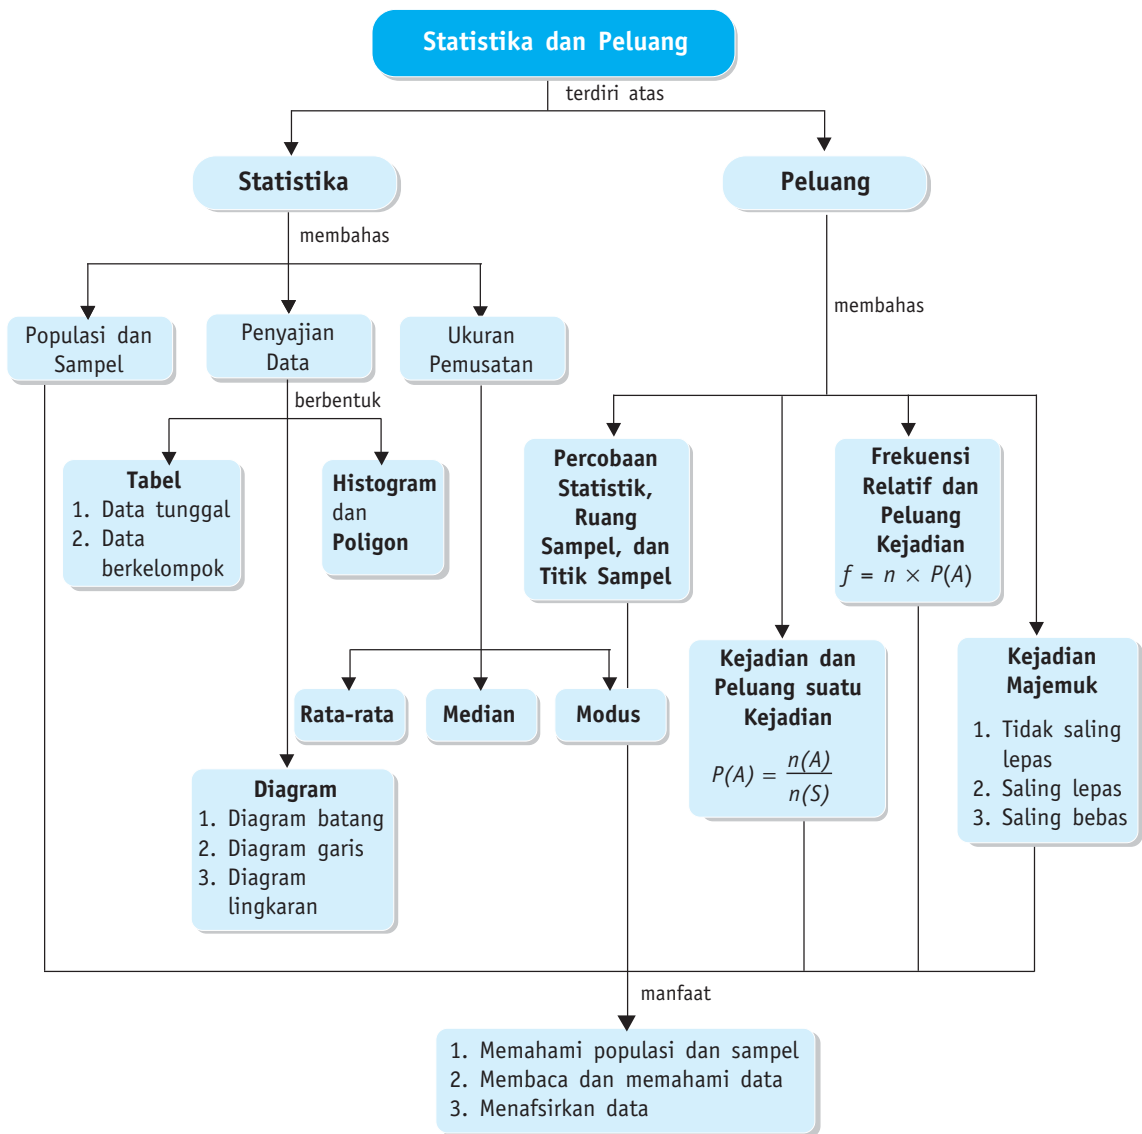 Statistika dan Peluang
terdiri atas
Statistika
Peluang
membahas
membahas
Populasi dan
Sampel
Penyajian
Data
Ukuran
Pemusatan
berbentuk
Tabel
1. Data tunggal
2. Data
berkelompok
Histogram
dan
Poligon
Percobaan
Statistik,
Ruang
Sampel, dan
Titik Sampel
Frekuensi
Relatif dan
Peluang
Kejadian
f = n × P(A)
Rata-rata
Median
Modus
Kejadian dan
Peluang suatu
Kejadian
P(A) = n(A)/n(S)
Kejadian
Majemuk
1. Tidak saling
lepas
2. Saling lepas
3. Saling bebas
Diagram
1. Diagram batang
2. Diagram garis
3. Diagram
lingkaran
manfaat
1. Memahami populasi dan sampel
2. Membaca dan memahami data
3. Menafsirkan data